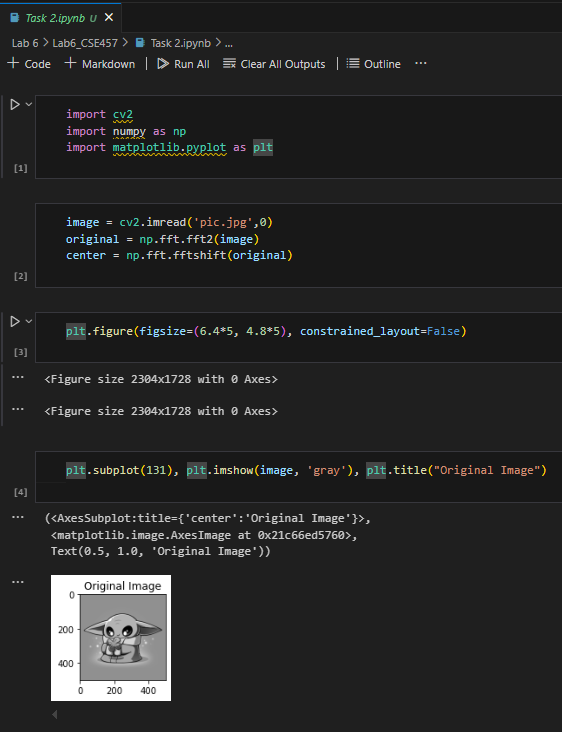 Task 2.ipynb U
Lab 6 > Lab6_CSE457 > Task 2.ipynb > ...
+ Code + Markdown | Run All Clear All Outputs | Outline ...
import cv2
import numpy as np
import matplotlib.pyplot as plt
[1]
image = cv2.imread('pic.jpg',0)
original = np.fft.fft2(image)
center = np.fft.fftshift(original)
[2]
plt.figure(figsize=(6.4*5, 4.8*5), constrained_layout=False)
[3]
... <Figure size 2304x1728 with 0 Axes>
... <Figure size 2304x1728 with 0 Axes>
plt.subplot(131), plt.imshow(image, 'gray'), plt.title("Original Image")
[4]
... (<AxesSubplot:title={'center':'Original Image'}>,
<matplotlib.image.AxesImage at 0x21c66ed5760>,
Text(0.5, 1.0, 'Original Image'))
...
Original Image
0
200
400
0 200 400